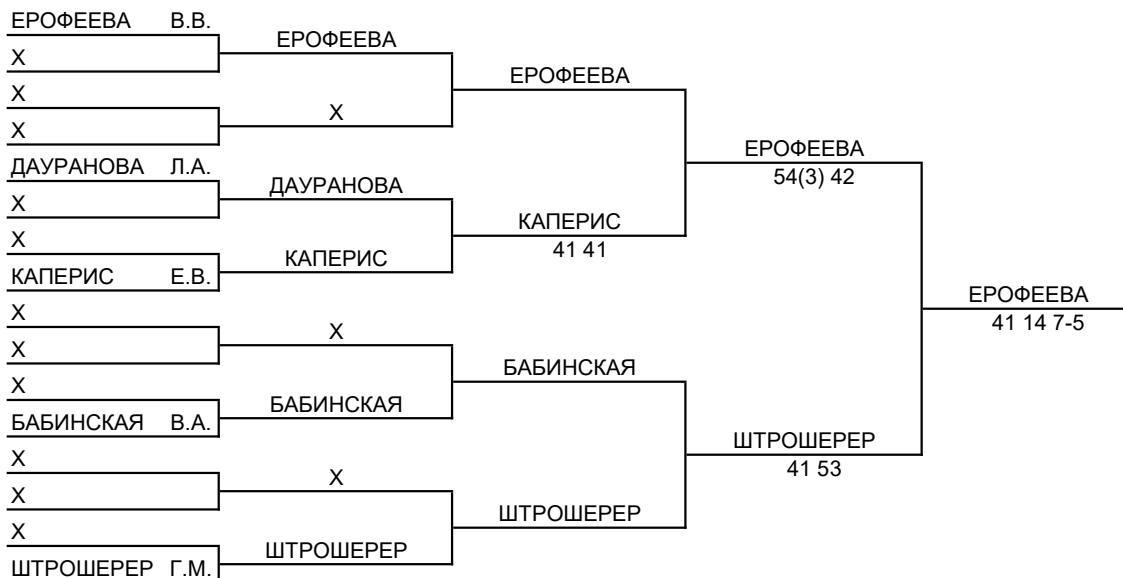 ЕРОФЕЕВА В.В.
X
X
X
ДАУРАНОВА Л.А.
X
X
КАПЕРИС Е.В.
X
X
X
БАБИНСКАЯ В.А.
X
X
X
ШТРОШЕРЕР Г.М.
ЕРОФЕЕВА
X
ДАУРАНОВА
КАПЕРИС
X
БАБИНСКАЯ
X
ШТРОШЕРЕР
ЕРОФЕЕВА
КАПЕРИС
41 41
БАБИНСКАЯ
ШТРОШЕРЕР
ЕРОФЕЕВА
54(3) 42
ШТРОШЕРЕР
41 53
ЕРОФЕЕВА
41 14 7-5